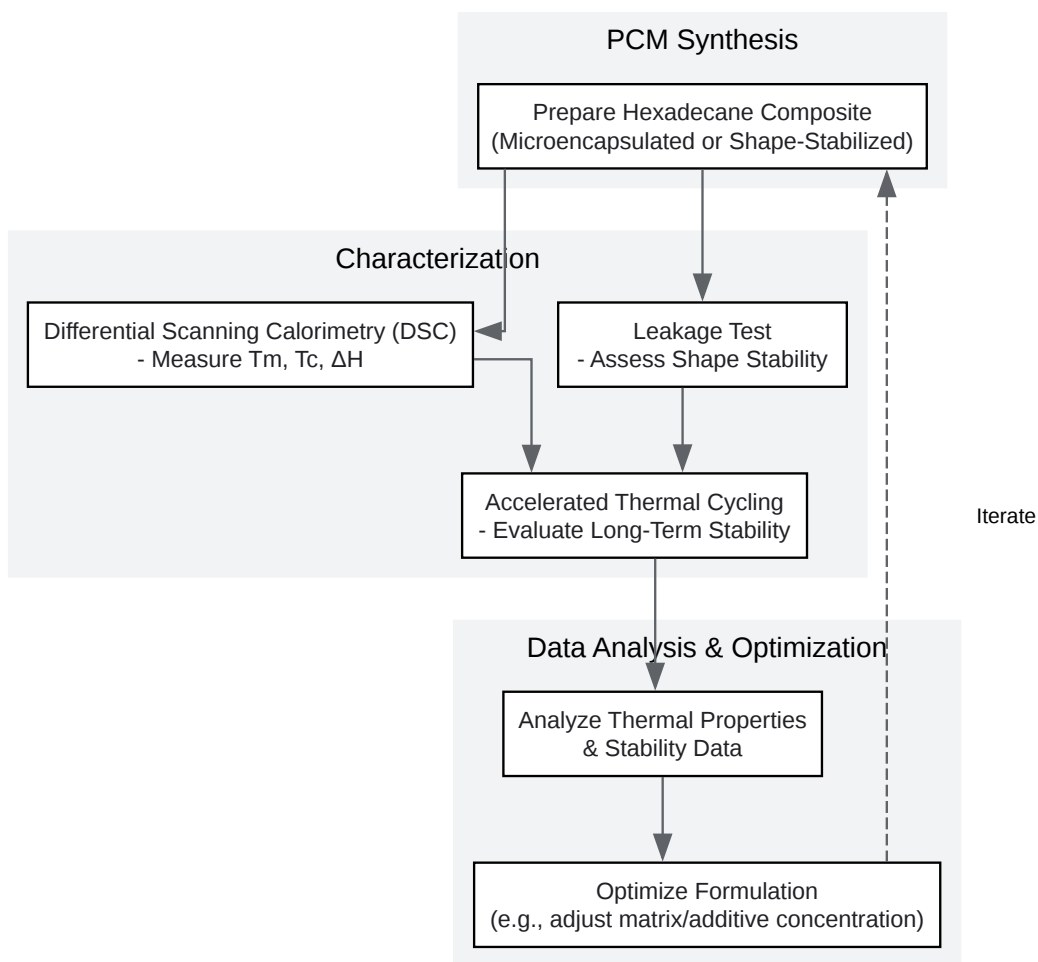 PCM Synthesis
Prepare Hexadecane Composite
(Microencapsulated or Shape-Stabilized)
Characterization
Differential Scanning Calorimetry (DSC)
- Measure Tm, Tc, ΔH
Leakage Test
- Assess Shape Stability
Accelerated Thermal Cycling
- Evaluate Long-Term Stability
Iterate
Data Analysis & Optimization
Analyze Thermal Properties
& Stability Data
Optimize Formulation
(e.g., adjust matrix/additive concentration)